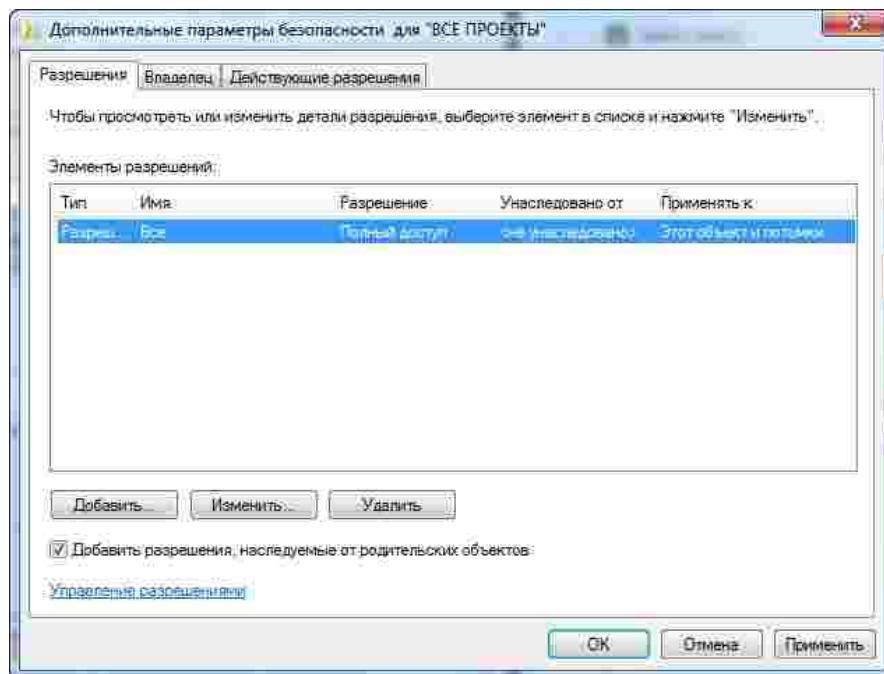 Дополнительные параметры безопасности для "ВСЕ ПРОЕКТЫ"
Разрешения Владелец Действующие разрешения
Чтобы просмотреть или изменить детали разрешения, выберите элемент в списке и нажмите "Изменить".
Элементы разрешений:
Тип Имя Разрешение Унаследовано от Применять к
Разреш... Все Полный доступ <не унаследовано> Этот объект и потомки
Добавить... Изменить... Удалить
Добавить разрешения, наследуемые от родительских объектов
Управление разрешениями
ОК Отмена Применить